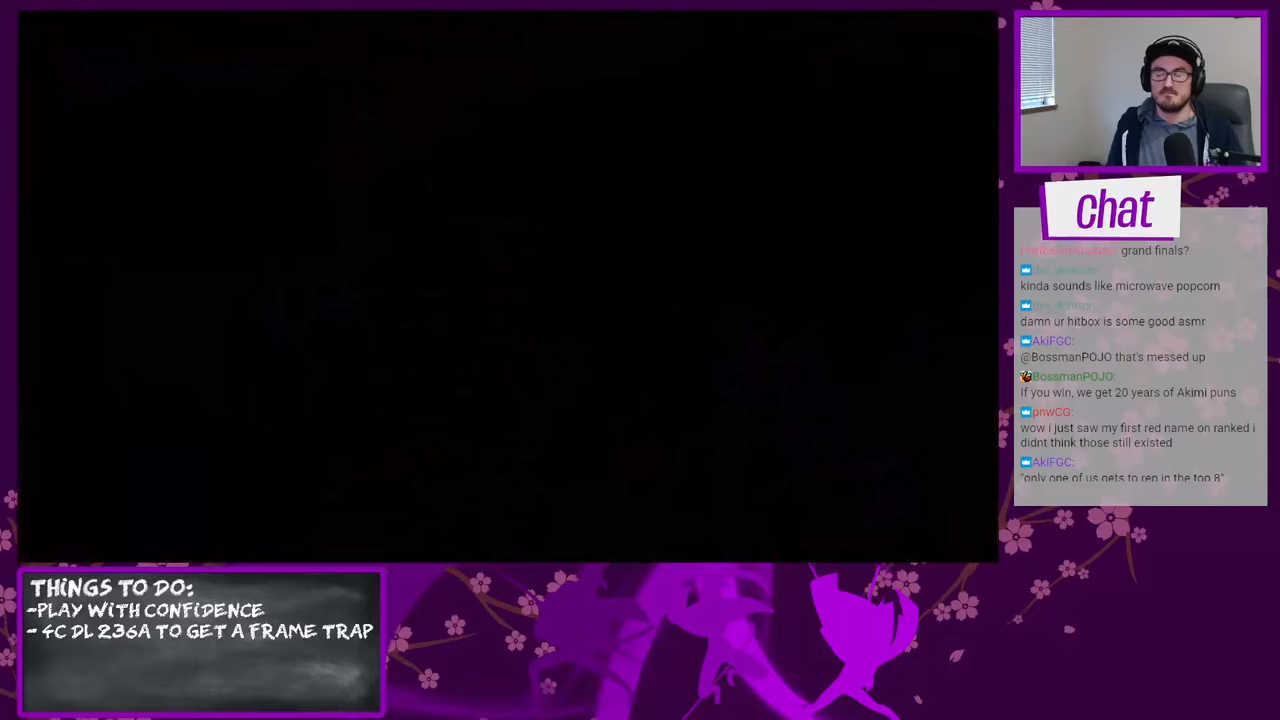 chat
grand finals?
kinda sounds like microwave popcorn
damn ur hitbox is some good asmr
AkiFGC:
@BossmanPOJO that's messed up
BossmanPOJO:
If you win, we get 20 years of Akimi puns
pnwCG:
wow i just saw my first red name on ranked i
didnt think those still existed
AkiFGC:
"only one of us gets to rep in the top 8"
THINGS TO DO:
-PLAY WITH CONFIDENCE
- 4C DL 236A TO GET A FRAME TRAP